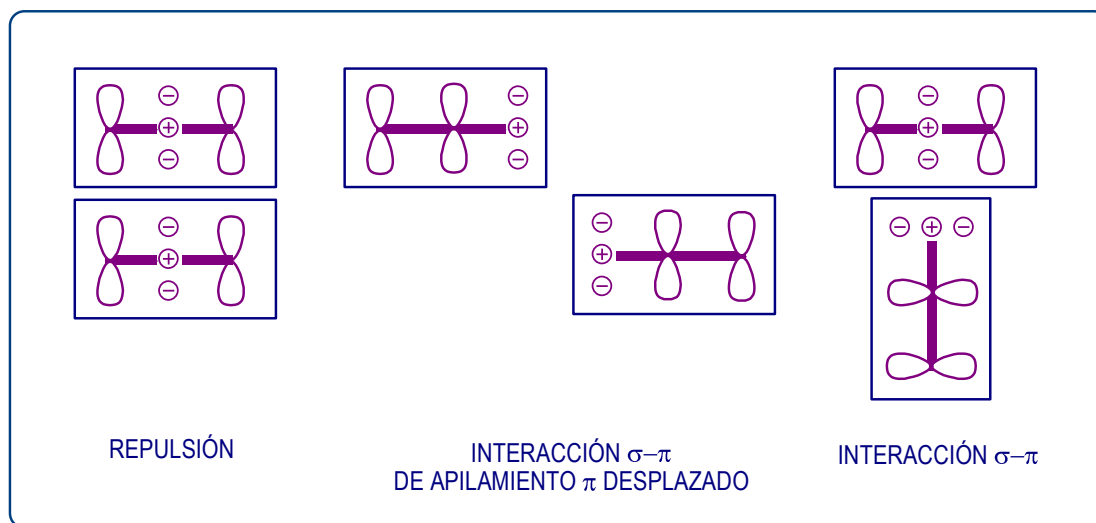 REPULSIÓN
INTERACCIÓN σ–π
DE APILAMIENTO π DESPLAZADO
INTERACCIÓN σ–π